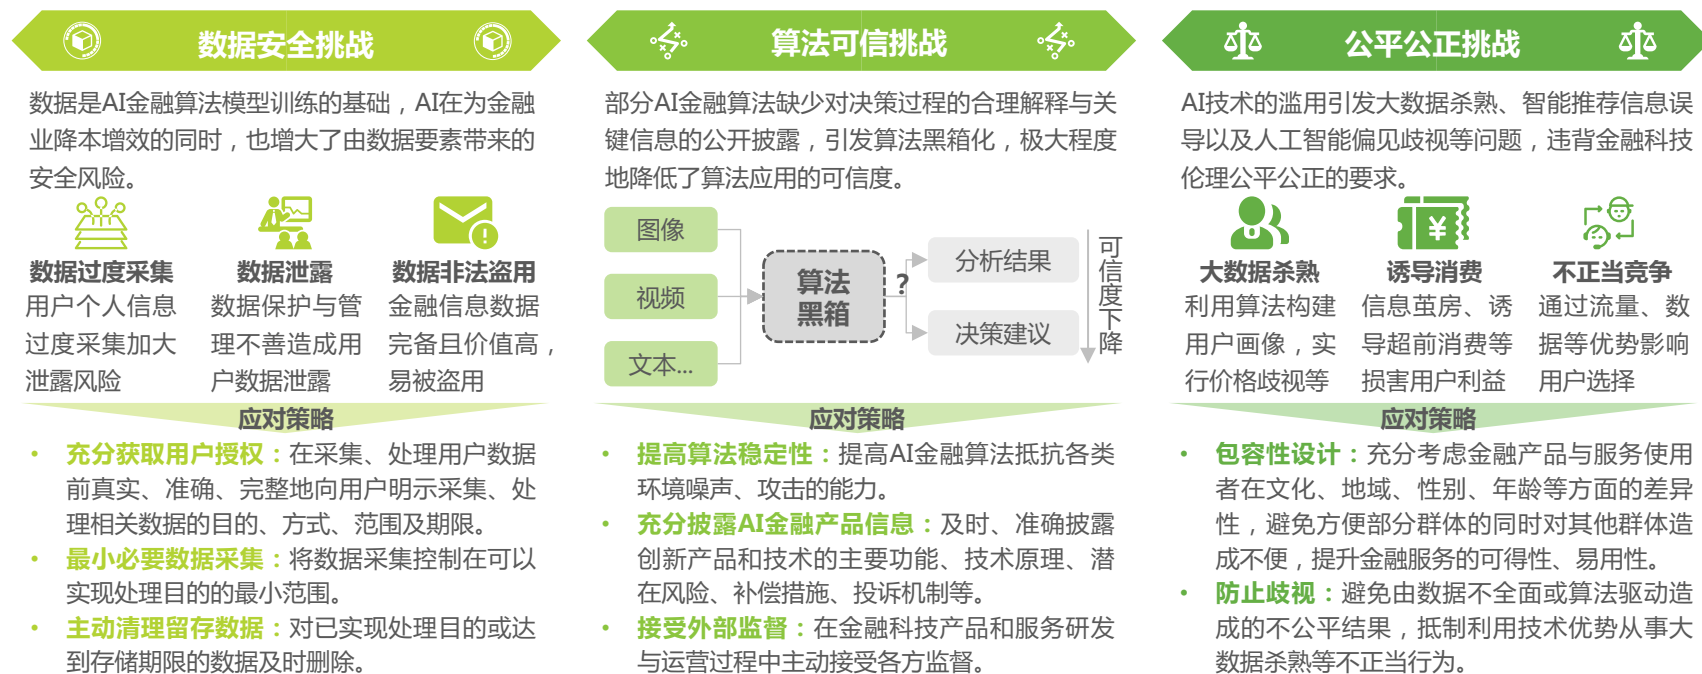 数据安全挑战
数据是AI金融算法模型训练的基础，AI在为金融
业降本增效的同时，也增大了由数据要素带来的
安全风险。
数据过度采集
用户个人信息
过度采集加大
泄露风险
数据泄露
数据保护与管
理不善造成用
户数据泄露
数据非法盗用
金融信息数据
完备且价值高，
易被盗用
应对策略
• 充分获取用户授权：在采集、处理用户数据
前真实、准确、完整地向用户明示采集、处
理相关数据的目的、方式、范围及期限。
• 最小必要数据采集：将数据采集控制在可以
实现处理目的的最小范围。
• 主动清理留存数据：对已实现处理目的或达
到存储期限的数据及时删除。
算法可信挑战
部分AI金融算法缺少对决策过程的合理解释与关
键信息的公开披露，引发算法黑箱化，极大程度
地降低了算法应用的可信度。
图像
视频
文本...
算法
黑箱
?
分析结果
决策建议
可信度下降
应对策略
• 提高算法稳定性：提高AI金融算法抵抗各类
环境噪声、攻击的能力。
• 充分披露AI金融产品信息：及时、准确披露
创新产品和技术的主要功能、技术原理、潜
在风险、补偿措施、投诉机制等。
• 接受外部监督：在金融科技产品和服务研发
与运营过程中主动接受各方监督。
公平公正挑战
AI技术的滥用引发大数据杀熟、智能推荐信息误
导以及人工智能偏见歧视等问题，违背金融科技
伦理公平公正的要求。
大数据杀熟
利用算法构建
用户画像，实
行价格歧视等
¥
诱导消费
信息茧房、诱
导超前消费等
损害用户利益
不正当竞争
通过流量、数
据等优势影响
用户选择
应对策略
• 包容性设计：充分考虑金融产品与服务使用
者在文化、地域、性别、年龄等方面的差异
性，避免方便部分群体的同时对其他群体造
成不便，提升金融服务的可得性、易用性。
• 防止歧视：避免由数据不全面或算法驱动造
成的不公平结果，抵制利用技术优势从事大
数据杀熟等不正当行为。